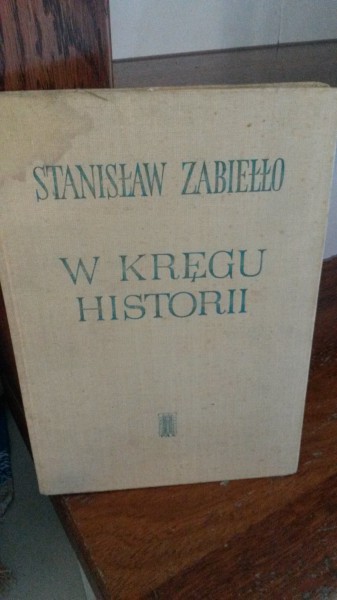 STANISŁAW ZABIEŁŁO
W KRĘGU
HISTORII